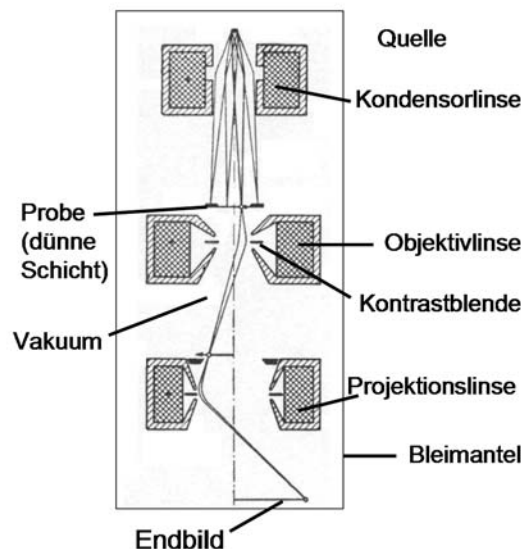 Quelle
Kondensorlinse
Probe
(dünne
Schicht)
Objektivlinse
Kontrastblende
Vakuum
Projektionslinse
Bleimantel
Endbild